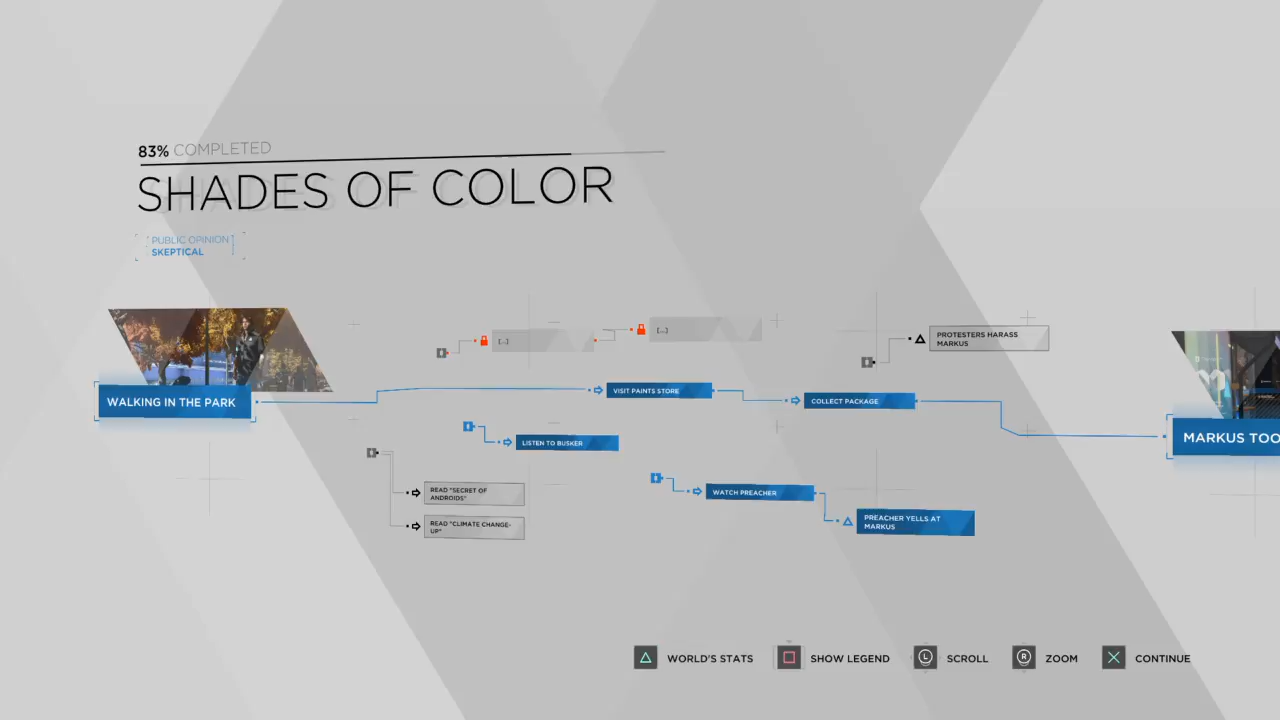 83% COMPLETED
SHADES OF COLOR
PUBLIC OPINION
SKEPTICAL
[...]
[...]
PROTESTERS HARASS
MARKUS
WALKING IN THE PARK
VISIT PAINTS STORE
COLLECT PACKAGE
MARKUS TOO
LISTEN TO BUSKER
READ "SECRET OF
ANDROIDS"
WATCH PREACHER
PREACHER YELLS AT
MARKUS
READ "CLIMATE CHANGE-
UP"
WORLD'S STATS
SHOW LEGEND
L
SCROLL
R
ZOOM
CONTINUE